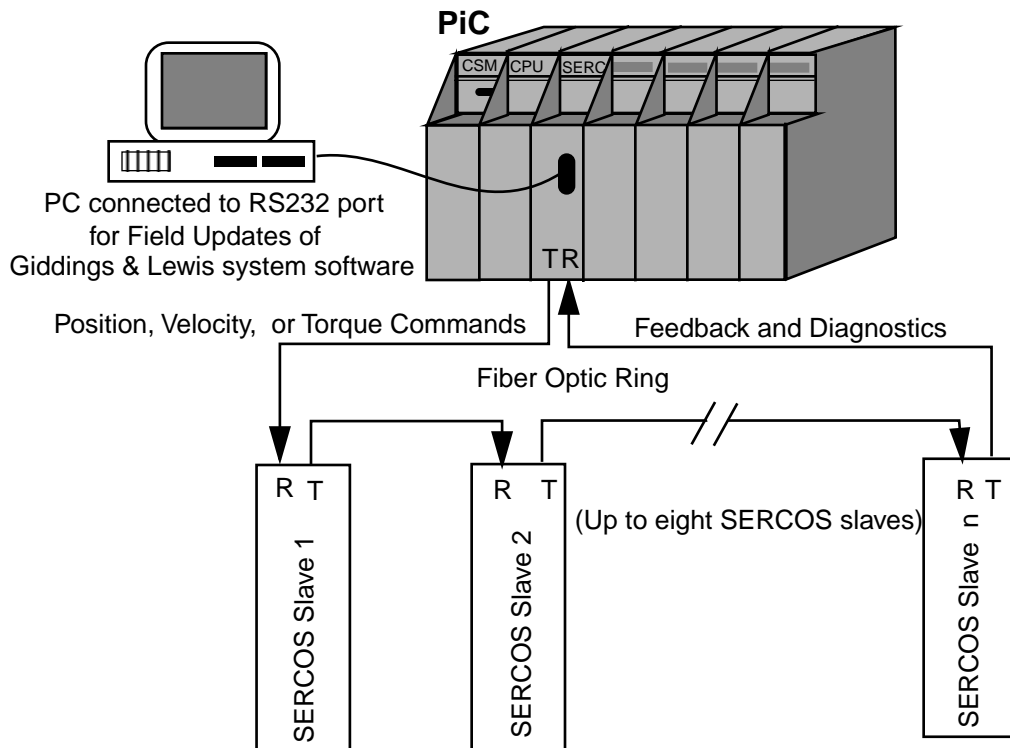 PiC
CSM CPU SERC
PC connected to RS232 port
for Field Updates of
Giddings & Lewis system software
T R
Position, Velocity, or Torque Commands
Feedback and Diagnostics
Fiber Optic Ring
R T
R T
R T
(Up to eight SERCOS slaves)
SERCOS Slave 1
SERCOS Slave 2
SERCOS Slave n